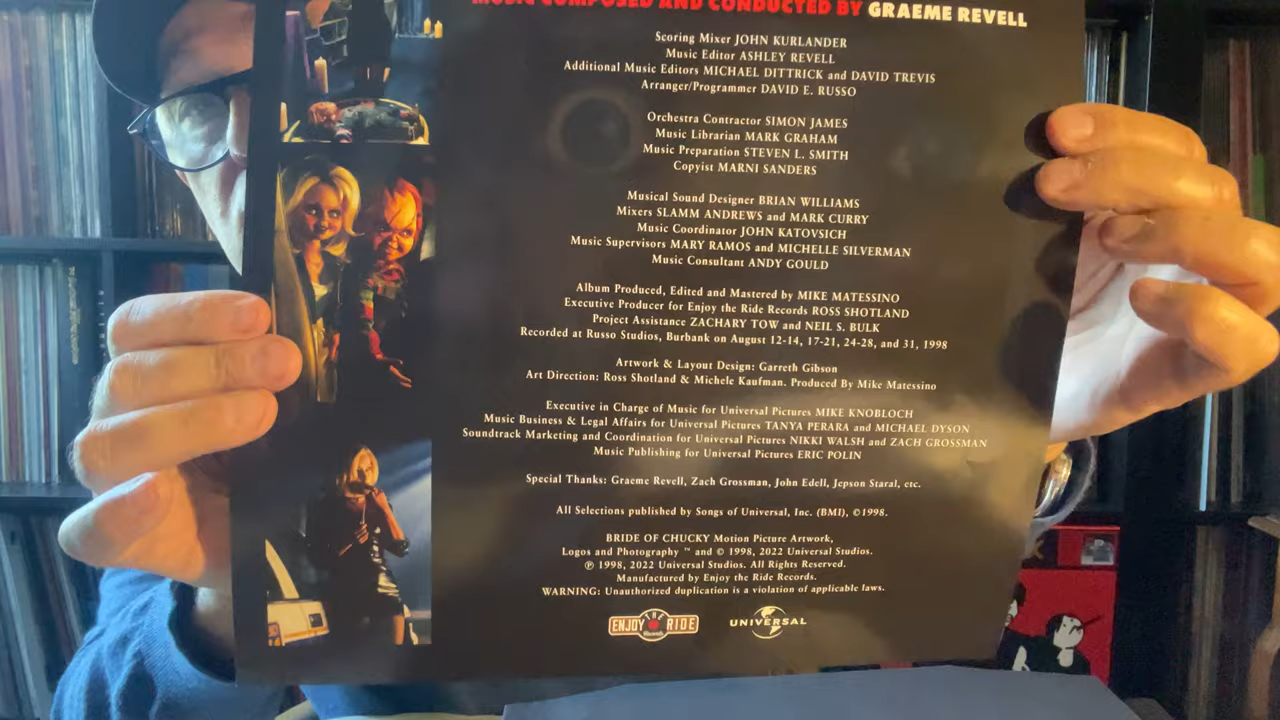 MUSIC COMPOSED AND CONDUCTED BY GRAEME REVELL
Scoring Mixer JOHN KURLANDER
Music Editor ASHLEY REVELL
Additional Music Editors MICHAEL DITTRICK and DAVID TREVIS
Arranger/Programmer DAVID E. RUSSO
Orchestra Contractor SIMON JAMES
Music Librarian MARK GRAHAM
Music Preparation STEVEN L. SMITH
Copyist MARNI SANDERS
Musical Sound Designer BRIAN WILLIAMS
Mixers SLAMM ANDREWS and MARK CURRY
Music Coordinator JOHN KATOVSICH
Music Supervisors MARY RAMOS and MICHELLE SILVERMAN
Music Consultant ANDY GOULD
Album Produced, Edited and Mastered by MIKE MATESSINO
Executive Producer for Enjoy the Ride Records ROSS SHOTLAND
Project Assistance ZACHARY TOW and NEIL S. BULK
Recorded at Russo Studios, Burbank on August 12-14, 17-21, 24-28, and 31, 1998
Artwork & Layout Design: Garreth Gibson
Art Direction: Ross Shotland & Michele Kaufman. Produced By Mike Matessino
Executive in Charge of Music for Universal Pictures MIKE KNOBLOCH
Music Business & Legal Affairs for Universal Pictures TANYA PERARA and MICHAEL DYSON
Soundtrack Marketing and Coordination for Universal Pictures NIKKI WALSH and ZACH GROSSMAN
Music Publishing for Universal Pictures ERIC POLIN
Special Thanks: Graeme Revell, Zach Grossman, John Edell, Jepson Staral, etc.
All Selections published by Songs of Universal, Inc. (BMI), ©1998.
BRIDE OF CHUCKY Motion Picture Artwork,
Logos and Photography ™ and © 1998, 2022 Universal Studios.
℗ 1998, 2022 Universal Studios. All Rights Reserved.
Manufactured by Enjoy the Ride Records.
WARNING: Unauthorized duplication is a violation of applicable laws.
ENJOY THE RIDE Records
UNIVERSAL